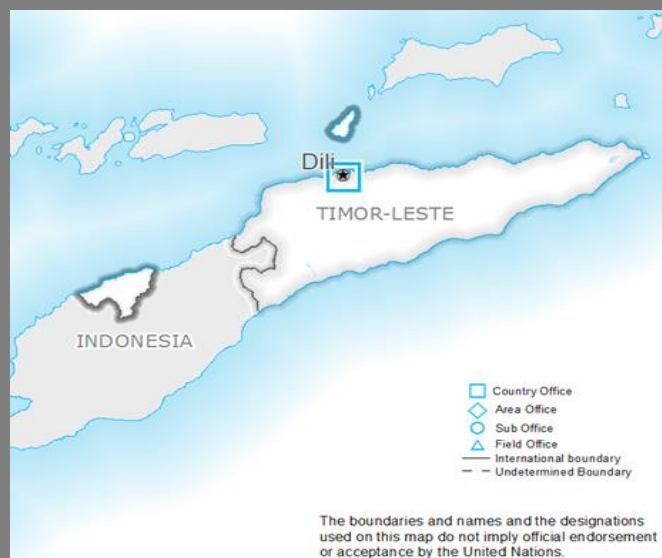 Dili
TIMOR-LESTE
INDONESIA
Country Office
Area Office
Sub Office
Field Office
International boundary
Undetermined Boundary
The boundaries and names and the designations
used on this map do not imply official endorsement
or acceptance by the United Nations.